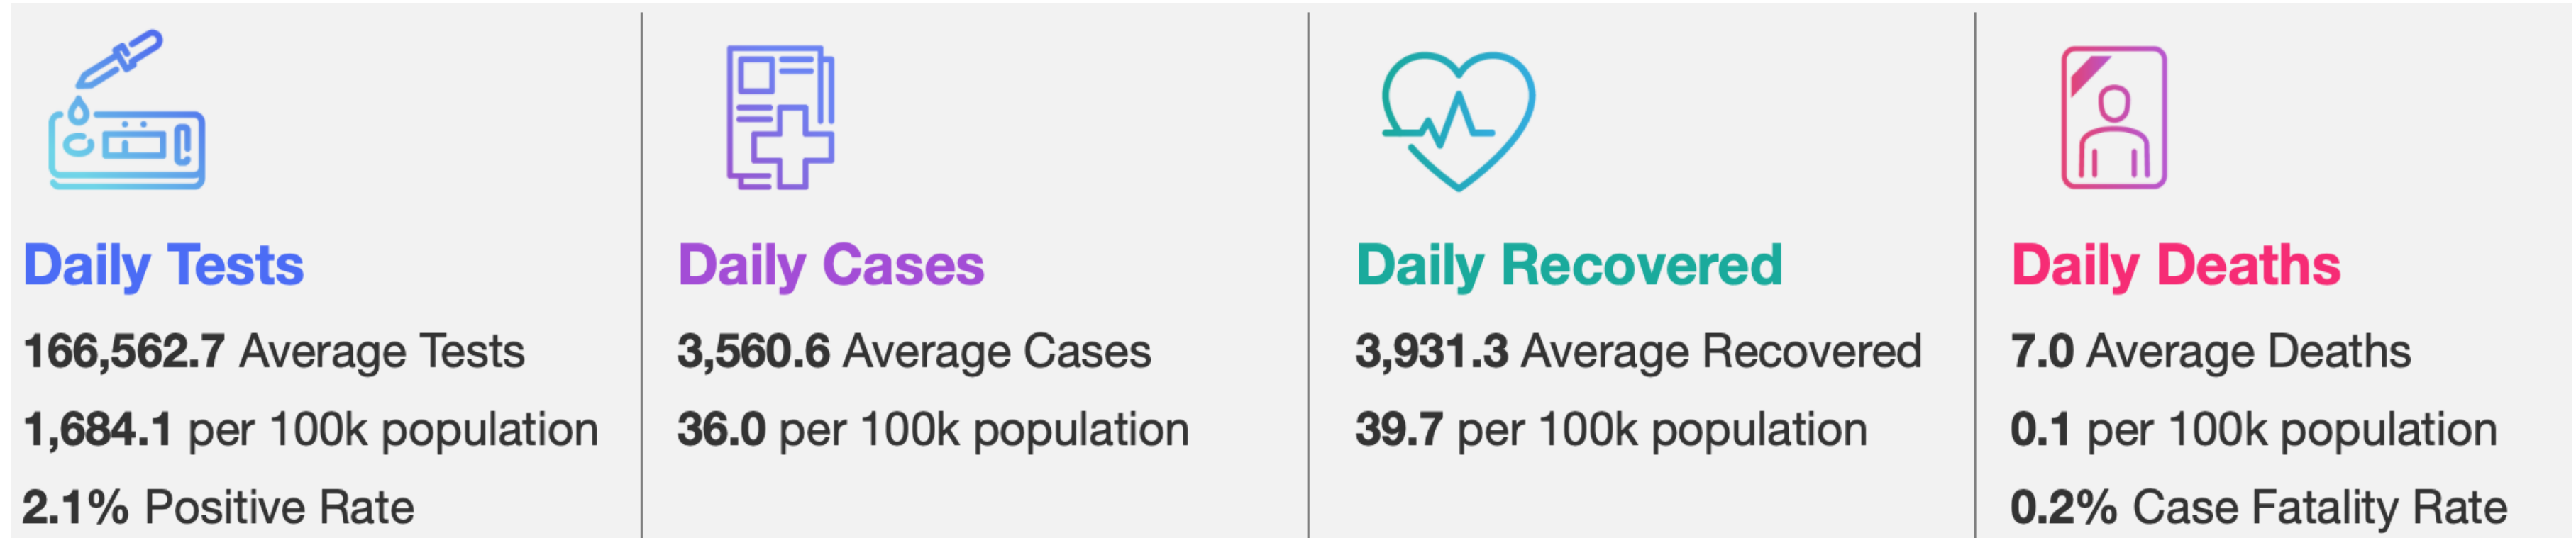 Daily Tests
166,562.7 Average Tests
1,684.1 per 100k population
2.1% Positive Rate
Daily Cases
3,560.6 Average Cases
36.0 per 100k population
Daily Recovered
3,931.3 Average Recovered
39.7 per 100k population
Daily Deaths
7.0 Average Deaths
0.1 per 100k population
0.2% Case Fatality Rate